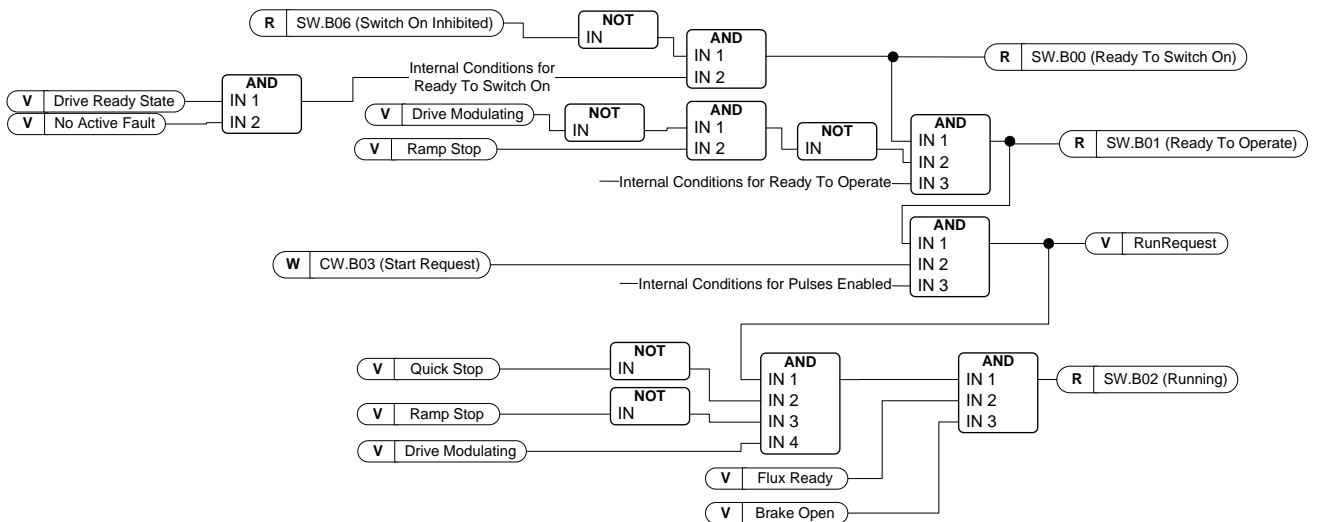 R SW.B06 (Switch On Inhibited)
NOT
IN
AND
IN 1
IN 2
R SW.B00 (Ready To Switch On)
Internal Conditions for
Ready To Switch On
AND
IN 1
IN 2
V Drive Ready State
V No Active Fault
V Drive Modulating
NOT
IN
AND
IN 1
IN 2
V Ramp Stop
NOT
IN
AND
IN 1
IN 2
IN 3
R SW.B01 (Ready To Operate)
Internal Conditions for Ready To Operate
AND
IN 1
IN 2
IN 3
V RunRequest
W CW.B03 (Start Request)
Internal Conditions for Pulses Enabled
V Quick Stop
NOT
IN
AND
IN 1
IN 2
IN 3
IN 4
AND
IN 1
IN 2
IN 3
R SW.B02 (Running)
V Ramp Stop
NOT
IN
V Drive Modulating
V Flux Ready
V Brake Open